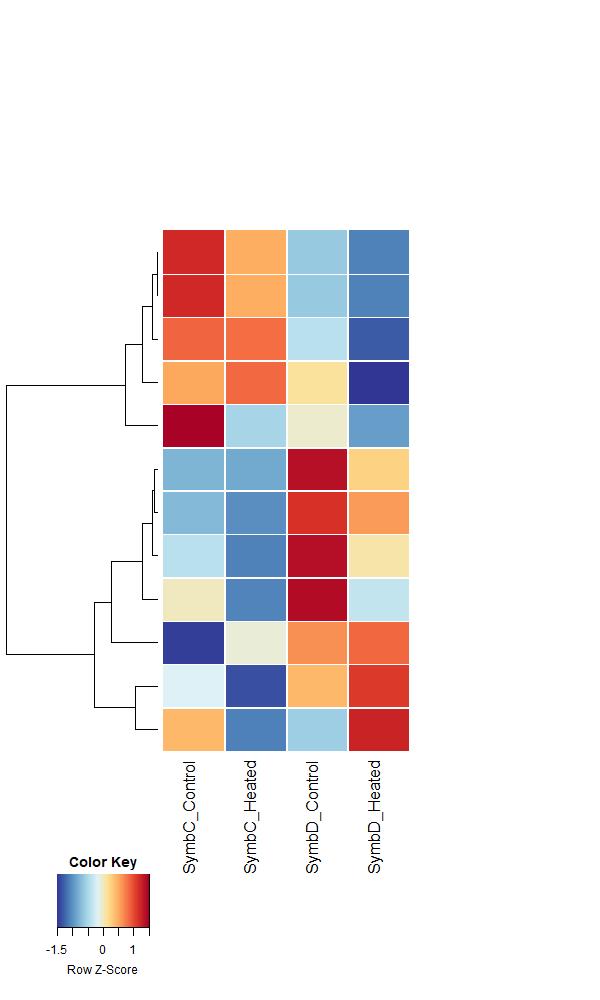 SymbC_Control
SymbC_Heated
SymbD_Control
SymbD_Heated
Color Key
-1.5 0 1
Row Z-Score